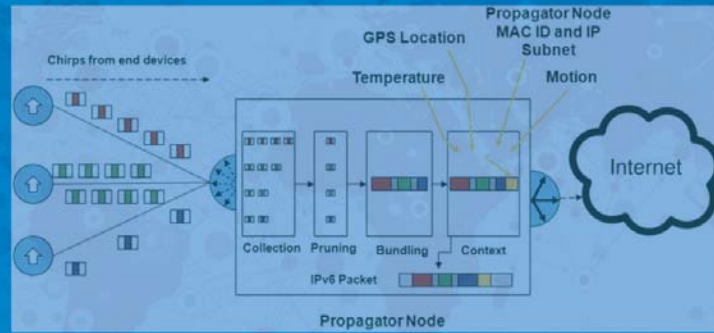 Propagator Node
MAC ID and IP
Subnet
GPS Location
Chirps from end devices
Temperature
Motion
Internet
Collection
Pruning
Bundling
Context
IPv6 Packet
Propagator Node